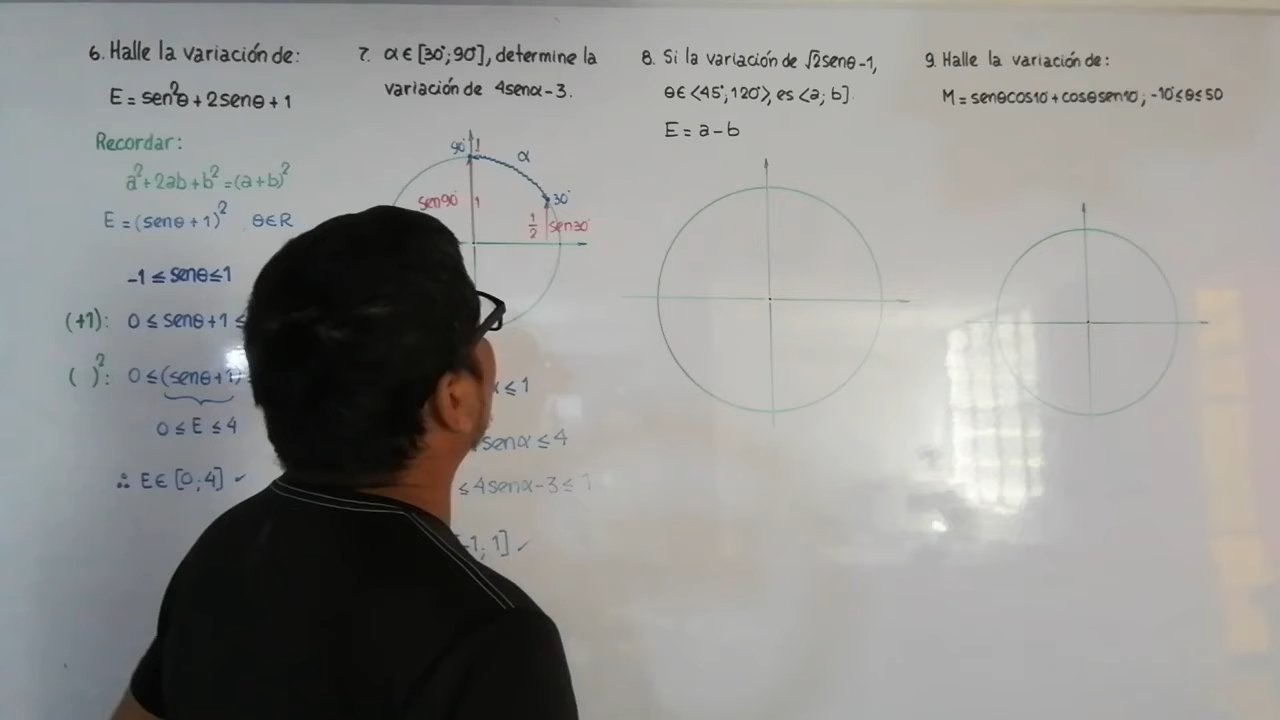 6. Halle la variación de:
E = sen²θ + 2senθ + 1
Recordar:
a² + 2ab + b² = (a+b)²
E = (senθ + 1)² θ∈R
-1 ≤ senθ ≤ 1
(+1): 0 ≤ senθ + 1 ≤
( )²: 0 ≤ (senθ + 1)
0 ≤ E ≤ 4
∴ E∈ [0; 4] ✓
7. α ∈ [30°; 90°], determine la
variación de 4senα - 3.
90° 1 α
sen90° 1 30°
1/2 sen30°
≤ 1
senα ≤ 4
≤ 4senα - 3 ≤ 1
-1; 1] ✓
8. Si la variación de √2senθ - 1,
θ∈ <45°; 120°>, es <a; b].
E = a - b
9. Halle la variación de:
M = senθcos10° + cosθsen10°; -10° ≤ θ ≤ 50